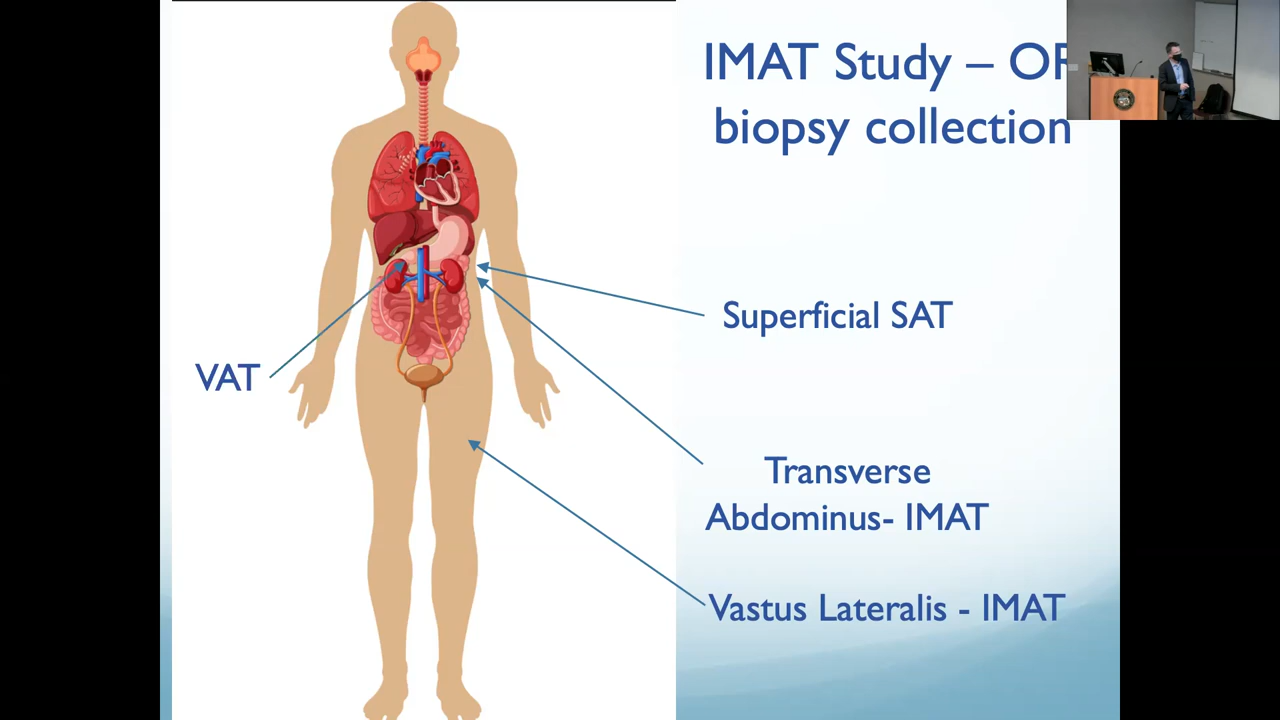 IMAT Study – OR
biopsy collection
Superficial SAT
VAT
Transverse
Abdominus- IMAT
Vastus Lateralis - IMAT